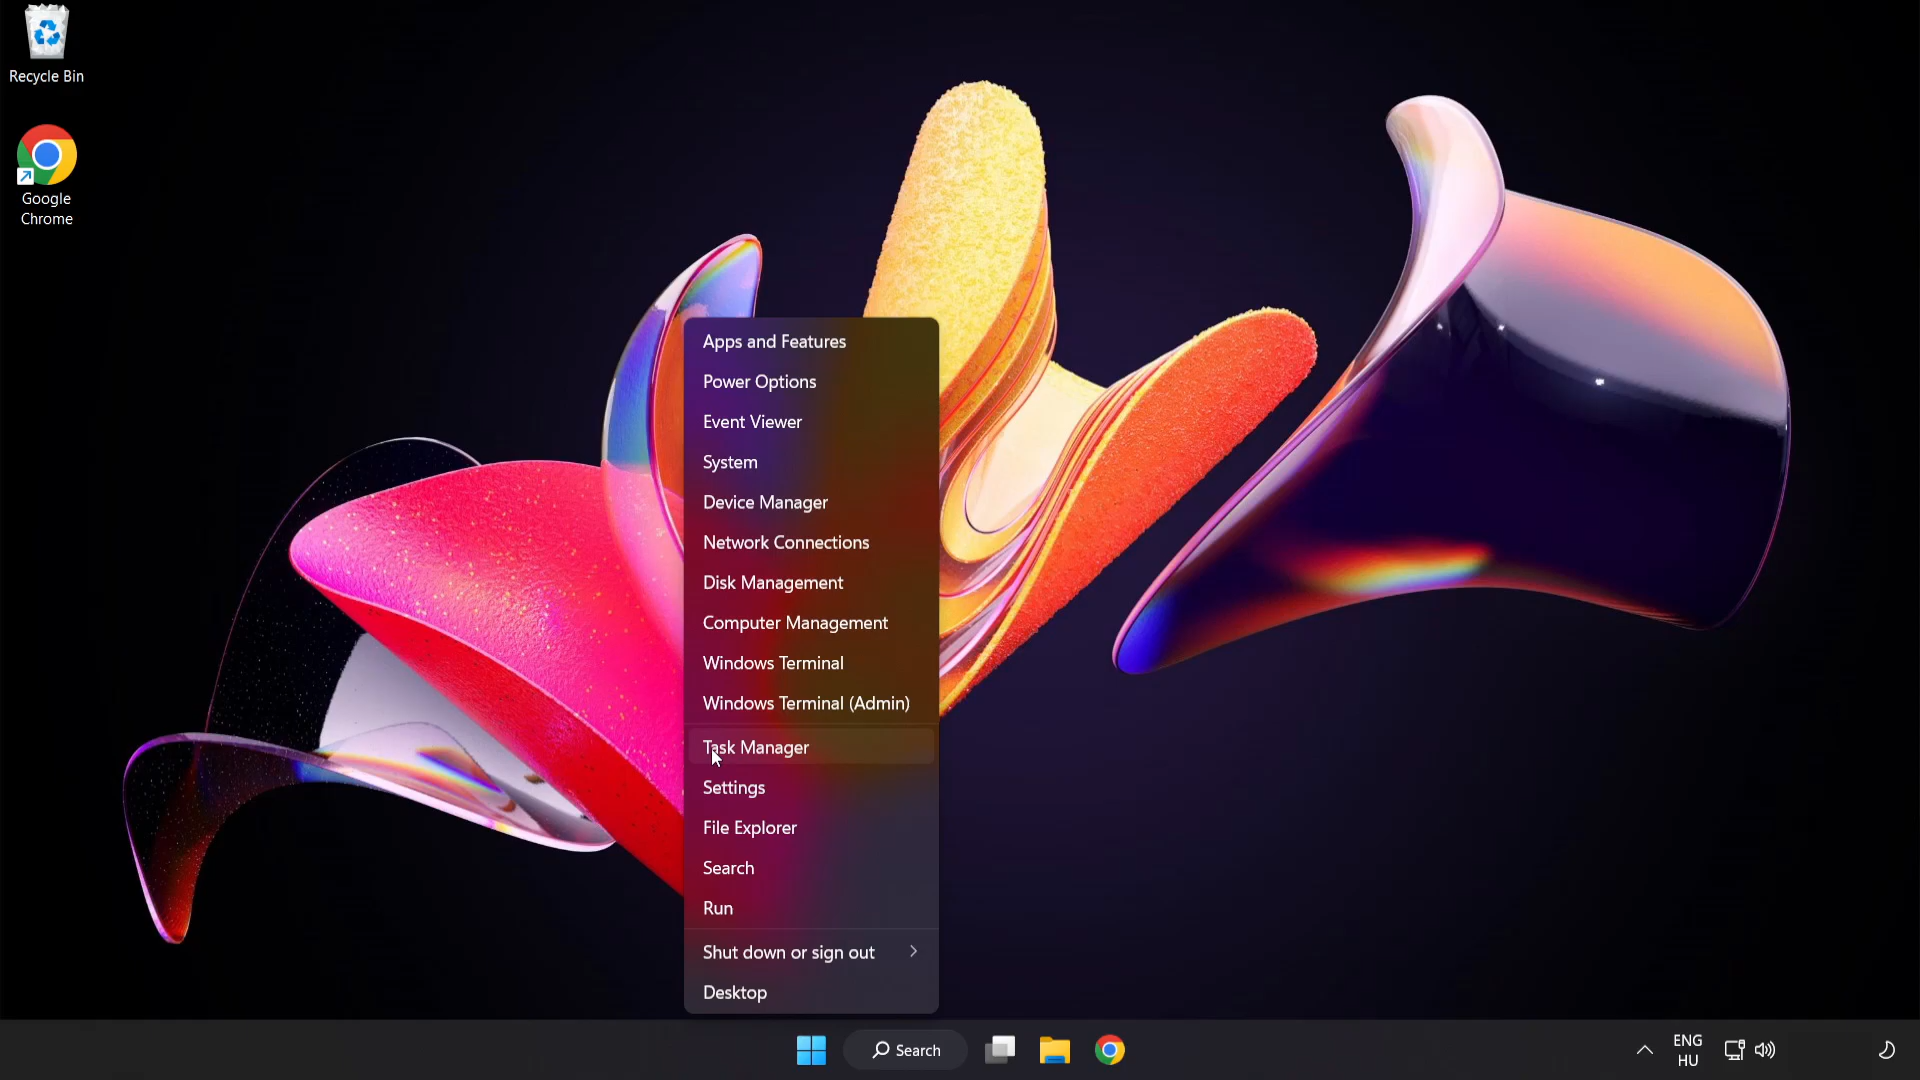 Recycle Bin
Google
Chrome
Apps and Features
Power Options
Event Viewer
System
Device Manager
Network Connections
Disk Management
Computer Management
Windows Terminal
Windows Terminal (Admin)
Task Manager
Settings
File Explorer
Search
Run
Shut down or sign out
Desktop
Search
ENG
HU